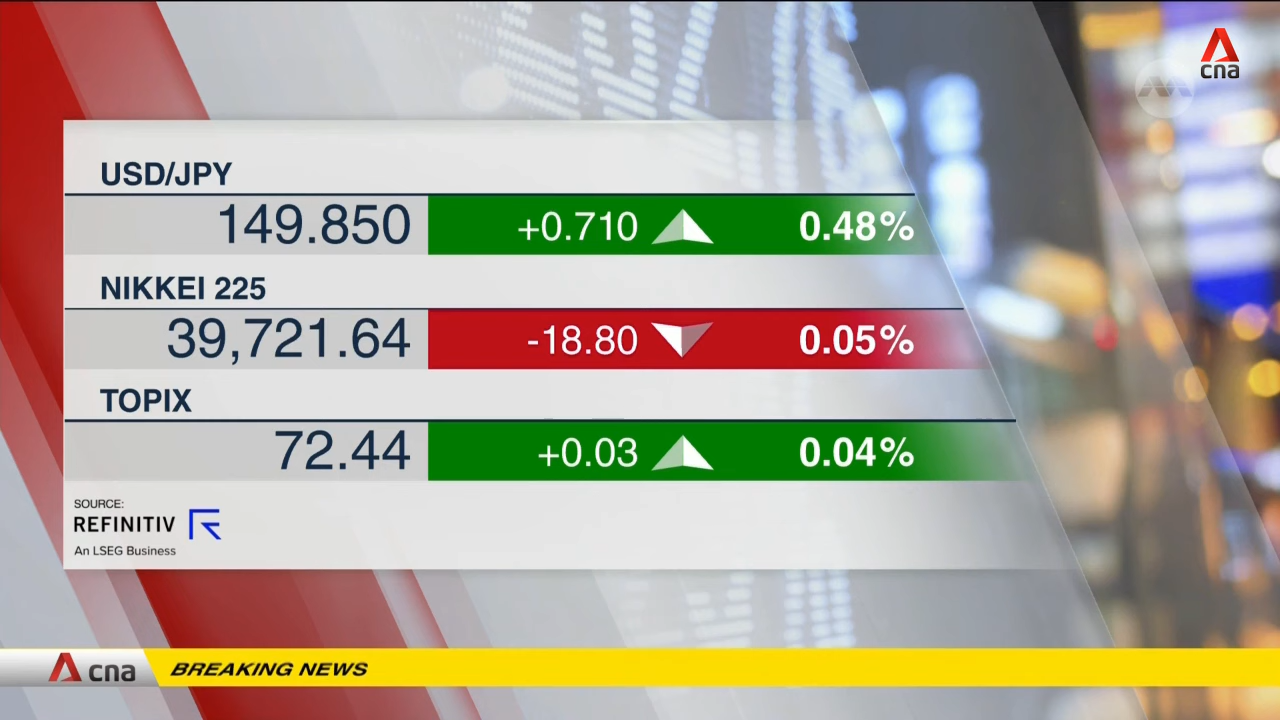 cna
USD/JPY
149.850 +0.710 0.48%
NIKKEI 225
39,721.64 -18.80 0.05%
TOPIX
72.44 +0.03 0.04%
SOURCE:
REFINITIV
An LSEG Business
cna BREAKING NEWS